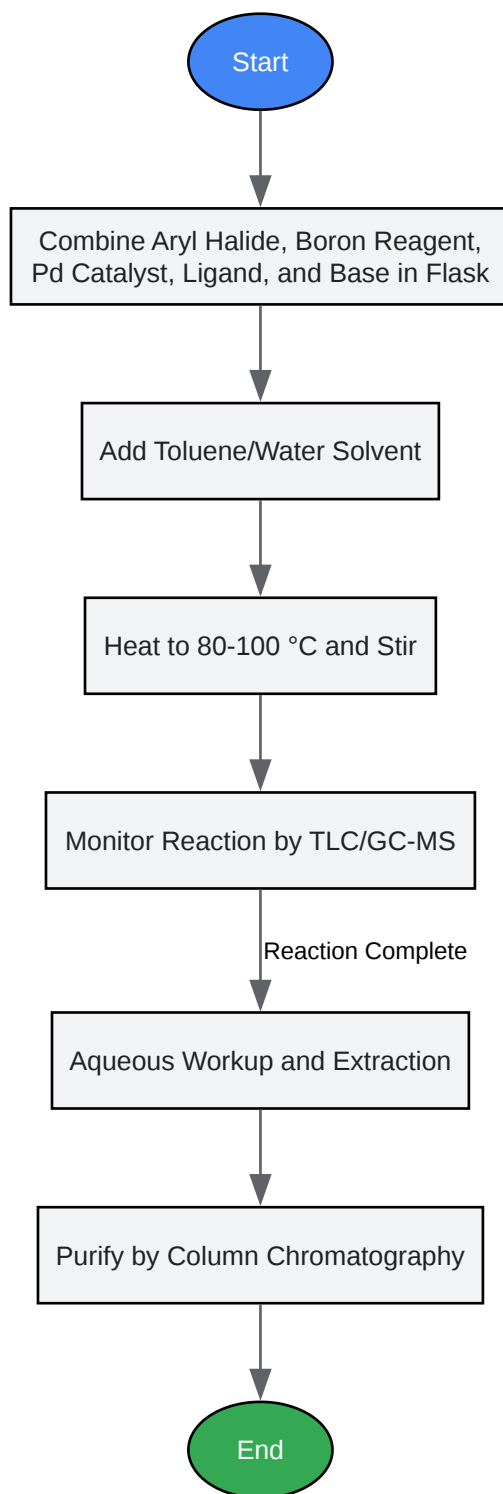 Start
Combine Aryl Halide, Boron Reagent,
Pd Catalyst, Ligand, and Base in Flask
Add Toluene/Water Solvent
Heat to 80-100 °C and Stir
Monitor Reaction by TLC/GC-MS
Reaction Complete
Aqueous Workup and Extraction
Purify by Column Chromatography
End